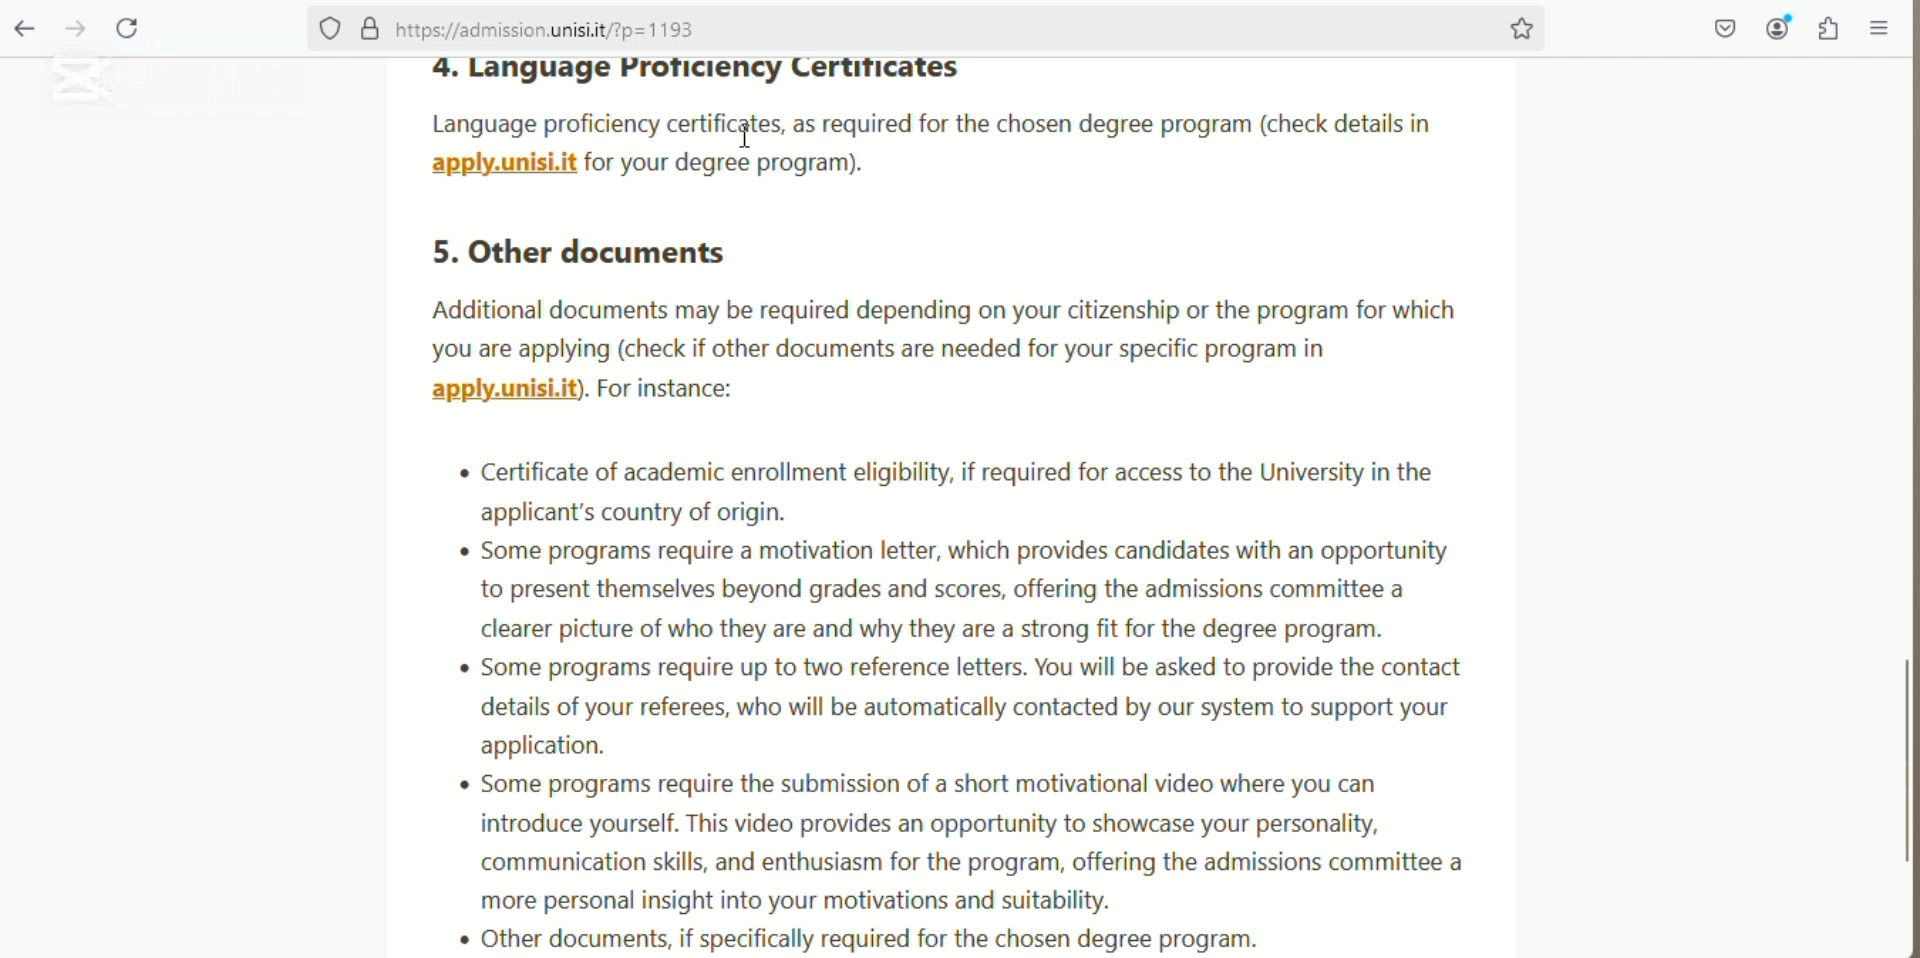 https://admission.unisi.it/?p=1193
4. Language Proficiency Certificates
Language proficiency certificates, as required for the chosen degree program (check details in
apply.unisi.it for your degree program).
5. Other documents
Additional documents may be required depending on your citizenship or the program for which
you are applying (check if other documents are needed for your specific program in
apply.unisi.it). For instance:
• Certificate of academic enrollment eligibility, if required for access to the University in the
applicant's country of origin.
• Some programs require a motivation letter, which provides candidates with an opportunity
to present themselves beyond grades and scores, offering the admissions committee a
clearer picture of who they are and why they are a strong fit for the degree program.
• Some programs require up to two reference letters. You will be asked to provide the contact
details of your referees, who will be automatically contacted by our system to support your
application.
• Some programs require the submission of a short motivational video where you can
introduce yourself. This video provides an opportunity to showcase your personality,
communication skills, and enthusiasm for the program, offering the admissions committee a
more personal insight into your motivations and suitability.
• Other documents, if specifically required for the chosen degree program.